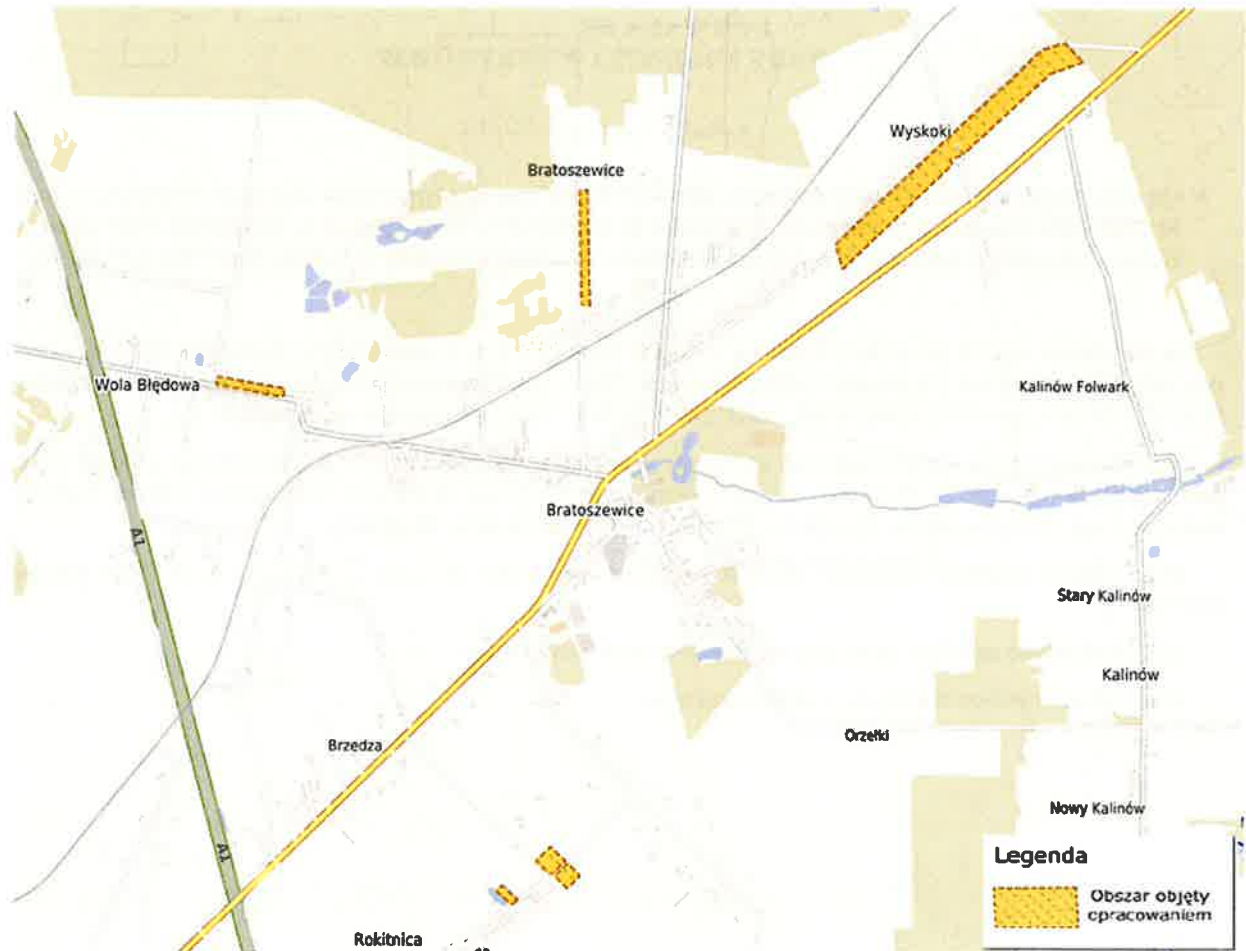 Wyskoki
Bratoszewice
Wola Błędowa
Kalinów Folwark
Bratoszewice
A1
Stary Kalinów
Kalinów
Orzełki
Brzedza
Nowy Kalinów
A1
Legenda
Obszar objęty
opracowaniem
Rokitnica